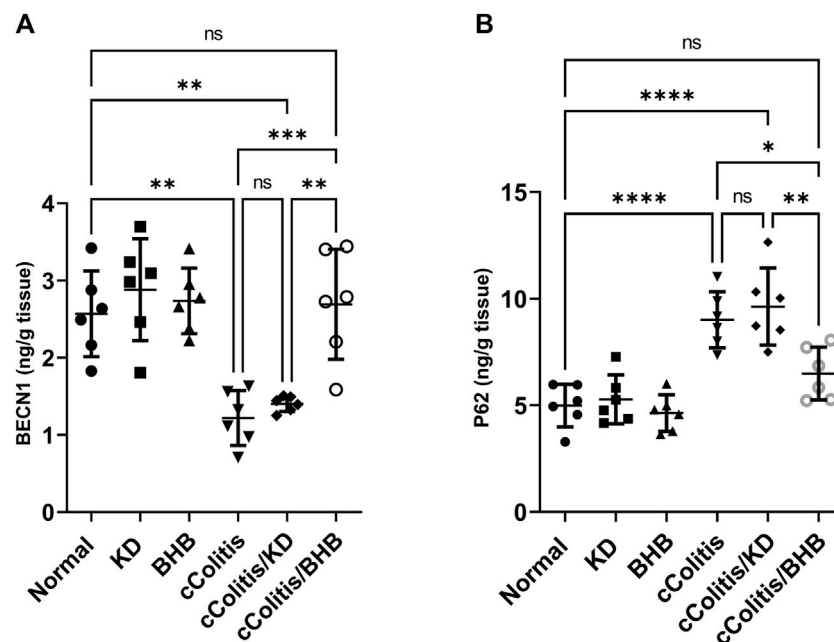 A
ns
**
***
**
ns
**
BECN1 (ng/g tissue)
4
3
2
1
0
Normal
KD
BHB
cColitis
cColitis/KD
cColitis/BHB
B
ns
****
*
****
ns
**
P62 (ng/g tissue)
15
10
5
0
Normal
KD
BHB
cColitis
cColitis/KD
cColitis/BHB